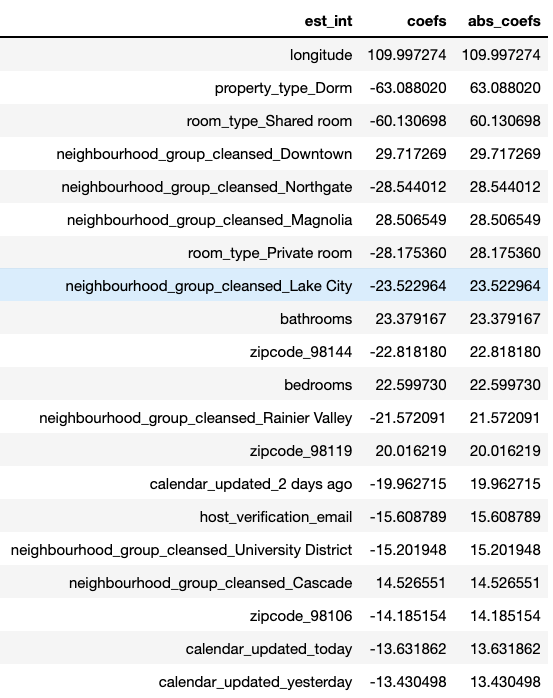 est_int coefs abs_coefs
longitude 109.997274 109.997274
property_type_Dorm -63.088020 63.088020
room_type_Shared room -60.130698 60.130698
neighbourhood_group_cleansed_Downtown 29.717269 29.717269
neighbourhood_group_cleansed_Northgate -28.544012 28.544012
neighbourhood_group_cleansed_Magnolia 28.506549 28.506549
room_type_Private room -28.175360 28.175360
neighbourhood_group_cleansed_Lake City -23.522964 23.522964
bathrooms 23.379167 23.379167
zipcode_98144 -22.818180 22.818180
bedrooms 22.599730 22.599730
neighbourhood_group_cleansed_Rainier Valley -21.572091 21.572091
zipcode_98119 20.016219 20.016219
calendar_updated_2 days ago -19.962715 19.962715
host_verification_email -15.608789 15.608789
neighbourhood_group_cleansed_University District -15.201948 15.201948
neighbourhood_group_cleansed_Cascade 14.526551 14.526551
zipcode_98106 -14.185154 14.185154
calendar_updated_today -13.631862 13.631862
calendar_updated_yesterday -13.430498 13.430498